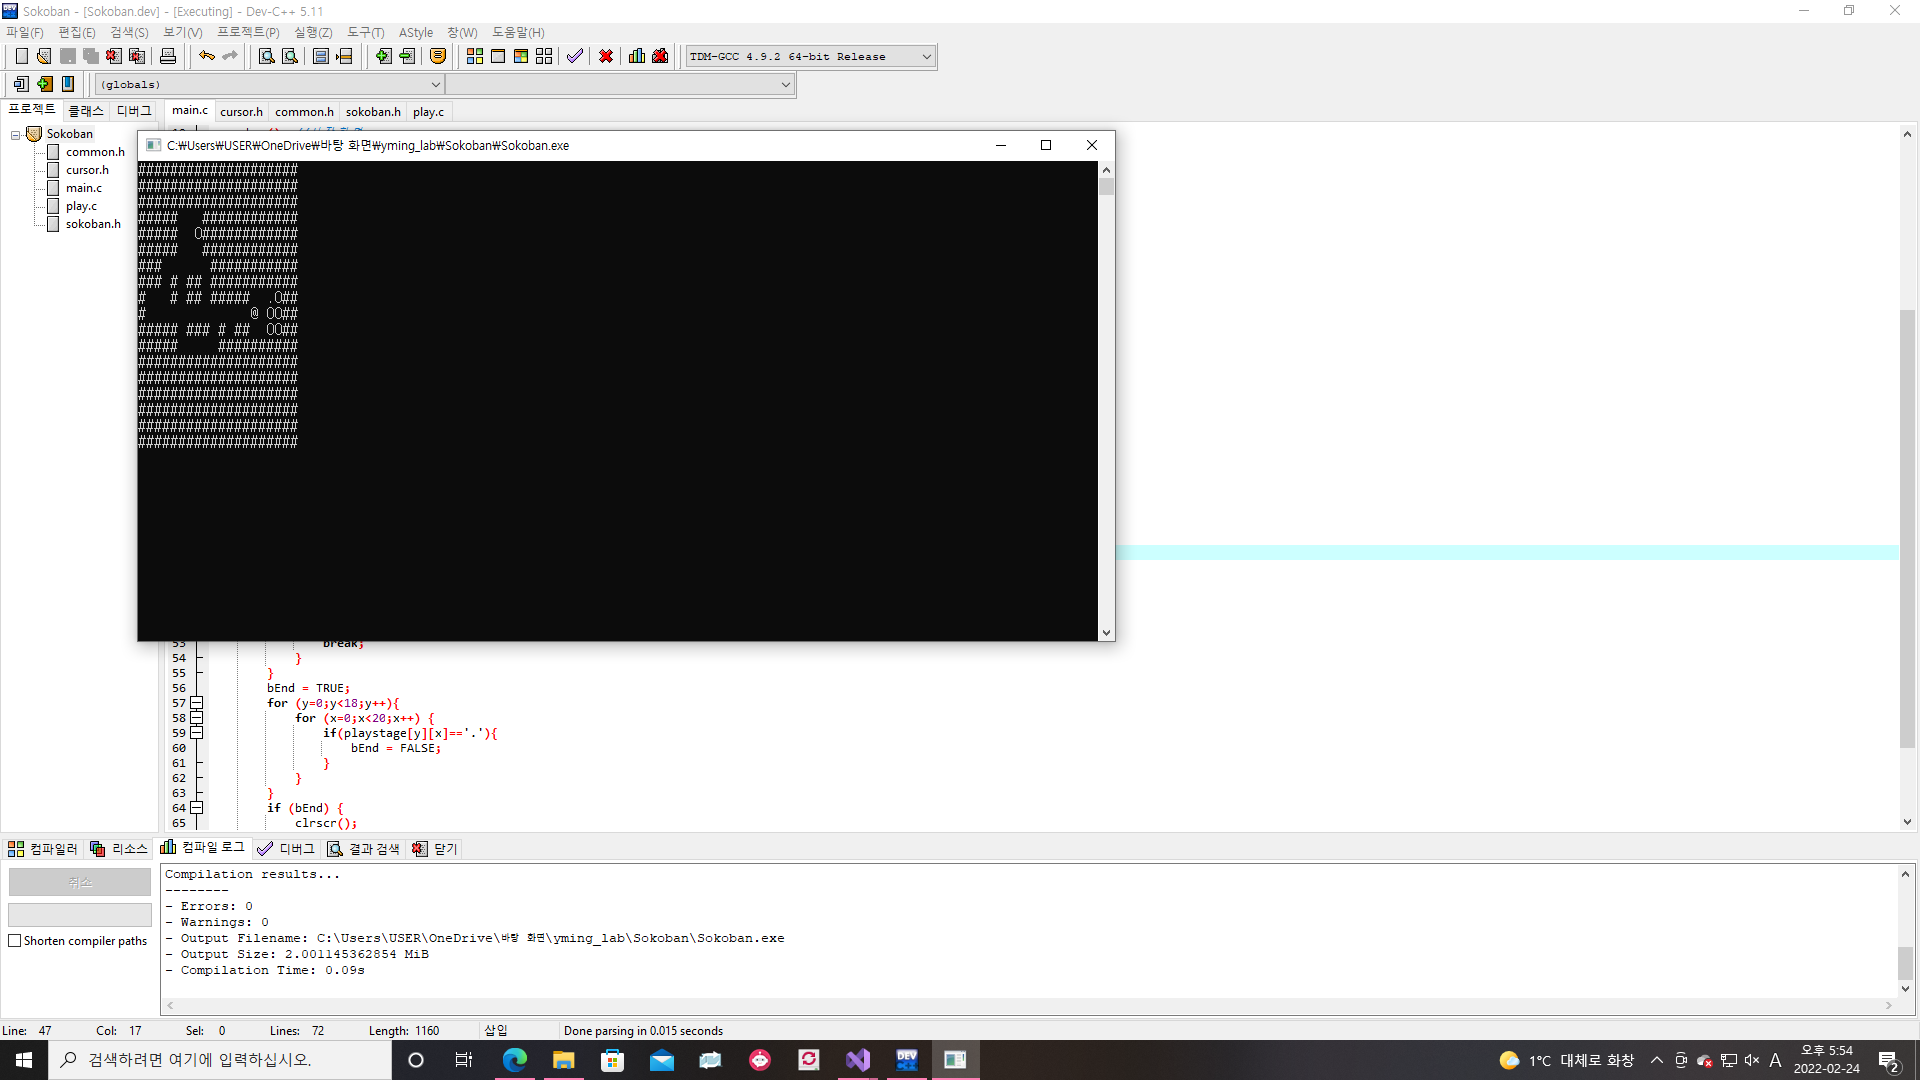 Sokoban - [Sokoban.dev] - [Executing] - Dev-C++ 5.11
파일(F) 편집(E) 검색(S) 보기(V) 프로젝트(P) 실행(Z) 도구(T) AStyle 창(W) 도움말(H)
TDM-GCC 4.9.2 64-bit Release
(globals)
프로젝트 클래스 디버그 main.c cursor.h common.h sokoban.h play.c
Sokoban
common.h
cursor.h
main.c
play.c
sokoban.h
C:₩Users₩USER₩OneDrive₩바탕 화면₩yming_lab₩Sokoban₩Sokoban.exe
####################
####################
####################
#####   ############
#####  O############
#####   ############
###      ###########
### # ## ###########
#   # ## #####  .O##
#             @ OO##
##### ### # ##  OO##
#####     ##########
####################
####################
####################
####################
####################
####################
53 break;
54 }
55 }
56 bEnd = TRUE;
57 for (y=0;y<18;y++){
58 for (x=0;x<20;x++) {
59 if(playstage[y][x]=='.'){
60 bEnd = FALSE;
61 }
62 }
63 }
64 if (bEnd) {
65 clrscr();
컴파일러 리소스 컴파일 로그 디버그 결과 검색 닫기
취소
Shorten compiler paths
Compilation results...
--------
- Errors: 0
- Warnings: 0
- Output Filename: C:\Users\USER\OneDrive\바탕 화면\yming_lab\Sokoban\Sokoban.exe
- Output Size: 2.001145362854 MiB
- Compilation Time: 0.09s
Line: 47 Col: 17 Sel: 0 Lines: 72 Length: 1160 삽입 Done parsing in 0.015 seconds
검색하려면 여기에 입력하십시오.
DEV
1°C 대체로 화창
A
오후 5:54
2022-02-24
2